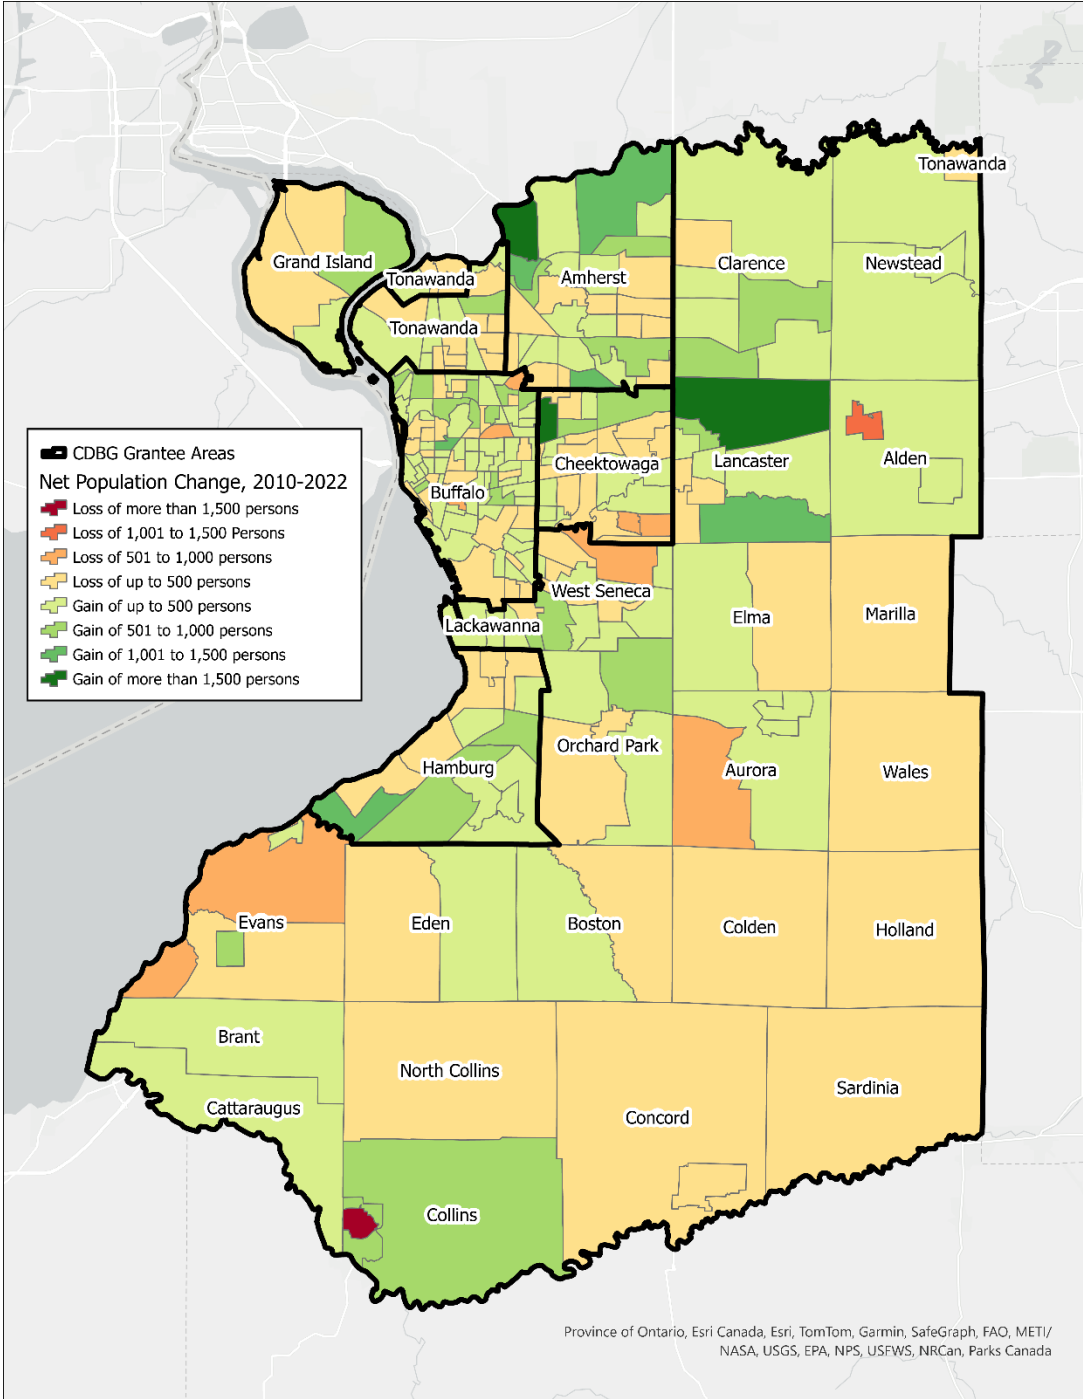 Tonawanda
Grand Island
Clarence
Newstead
Tonawanda
Amherst
Tonawanda
CDBG Grantee Areas
Net Population Change, 2010-2022
Loss of more than 1,500 persons
Loss of 1,001 to 1,500 Persons
Loss of 501 to 1,000 persons
Loss of up to 500 persons
Gain of up to 500 persons
Gain of 501 to 1,000 persons
Gain of 1,001 to 1,500 persons
Gain of more than 1,500 persons
Cheektowaga
Lancaster
Alden
Buffalo
West Seneca
Elma
Marilla
Lackawanna
Orchard Park
Hamburg
Aurora
Wales
Evans
Eden
Boston
Colden
Holland
Brant
North Collins
Sardinia
Cattaraugus
Concord
Collins
Province of Ontario, Esri Canada, Esri, TomTom, Garmin, SafeGraph, FAO, METI/
NASA, USGS, EPA, NPS, USFWS, NRCan, Parks Canada